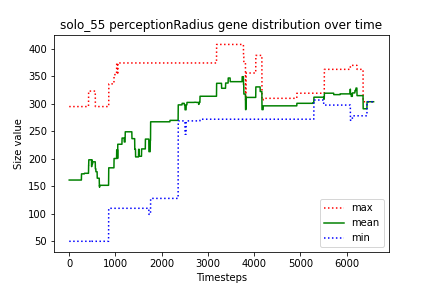 solo_55 perceptionRadius gene distribution over time
Size value
400
350
300
250
200
150
100
50
0
1000
2000
3000
4000
5000
6000
Timesteps
max
mean
min